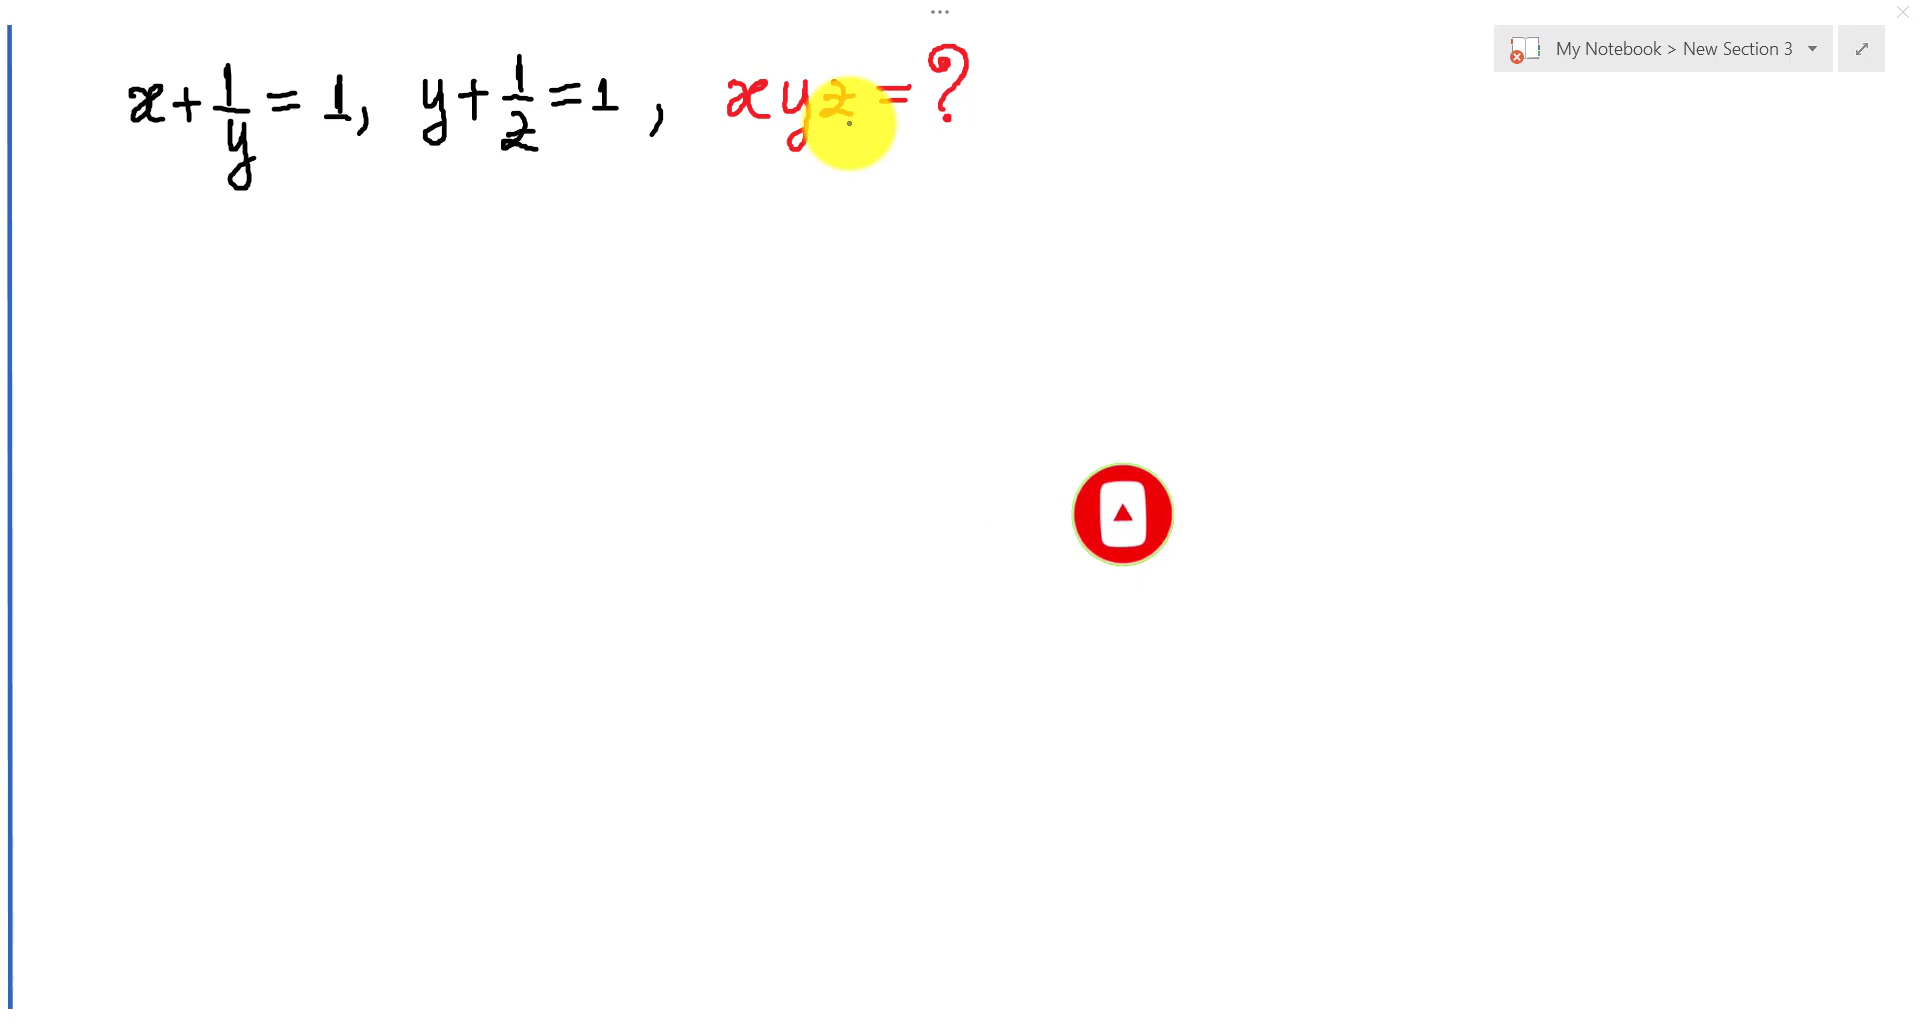 My Notebook > New Section 3
x + 1/y = 1, y + 1/z = 1, xyz = ?